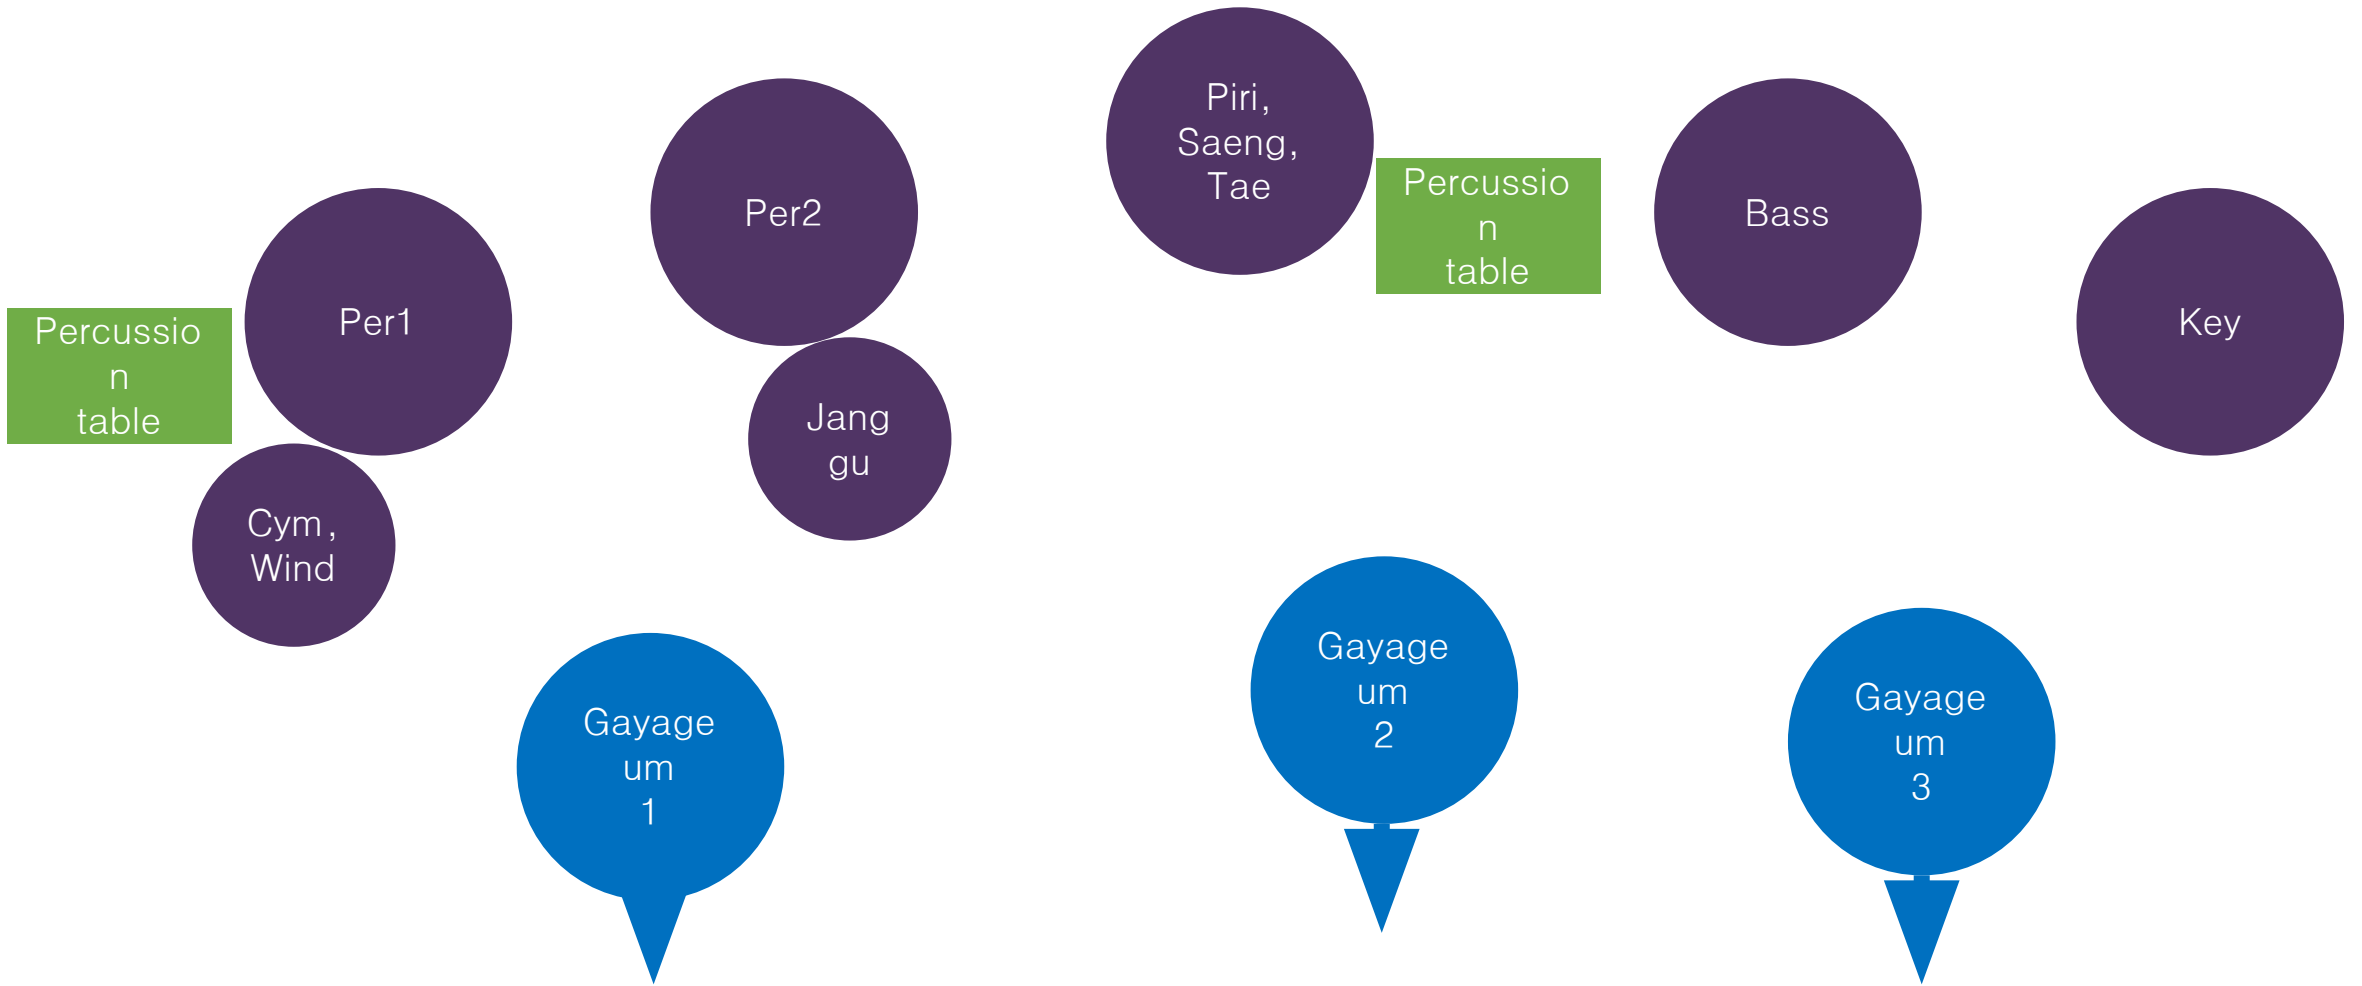 Piri,
Saeng,
Tae
Percussio
n
table
Per2
Bass
Per1
Key
Percussio
n
table
Jang
gu
Cym,
Wind
Gayage
um
1
Gayage
um
2
Gayage
um
3